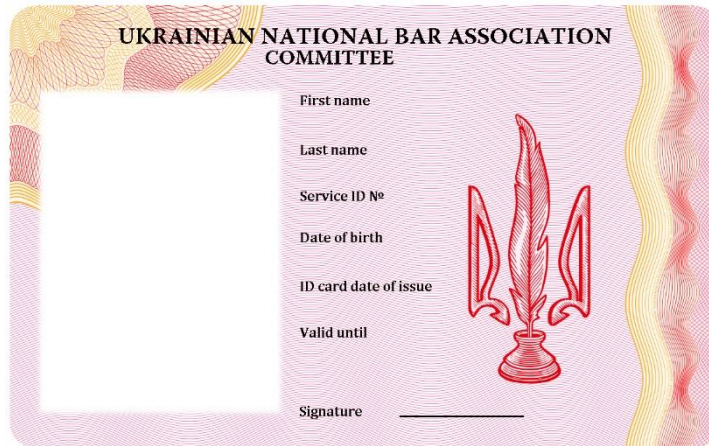 UKRAINIAN NATIONAL BAR ASSOCIATION
COMMITTEE
First name
Last name
Service ID №
Date of birth
ID card date of issue
Valid until
Signature